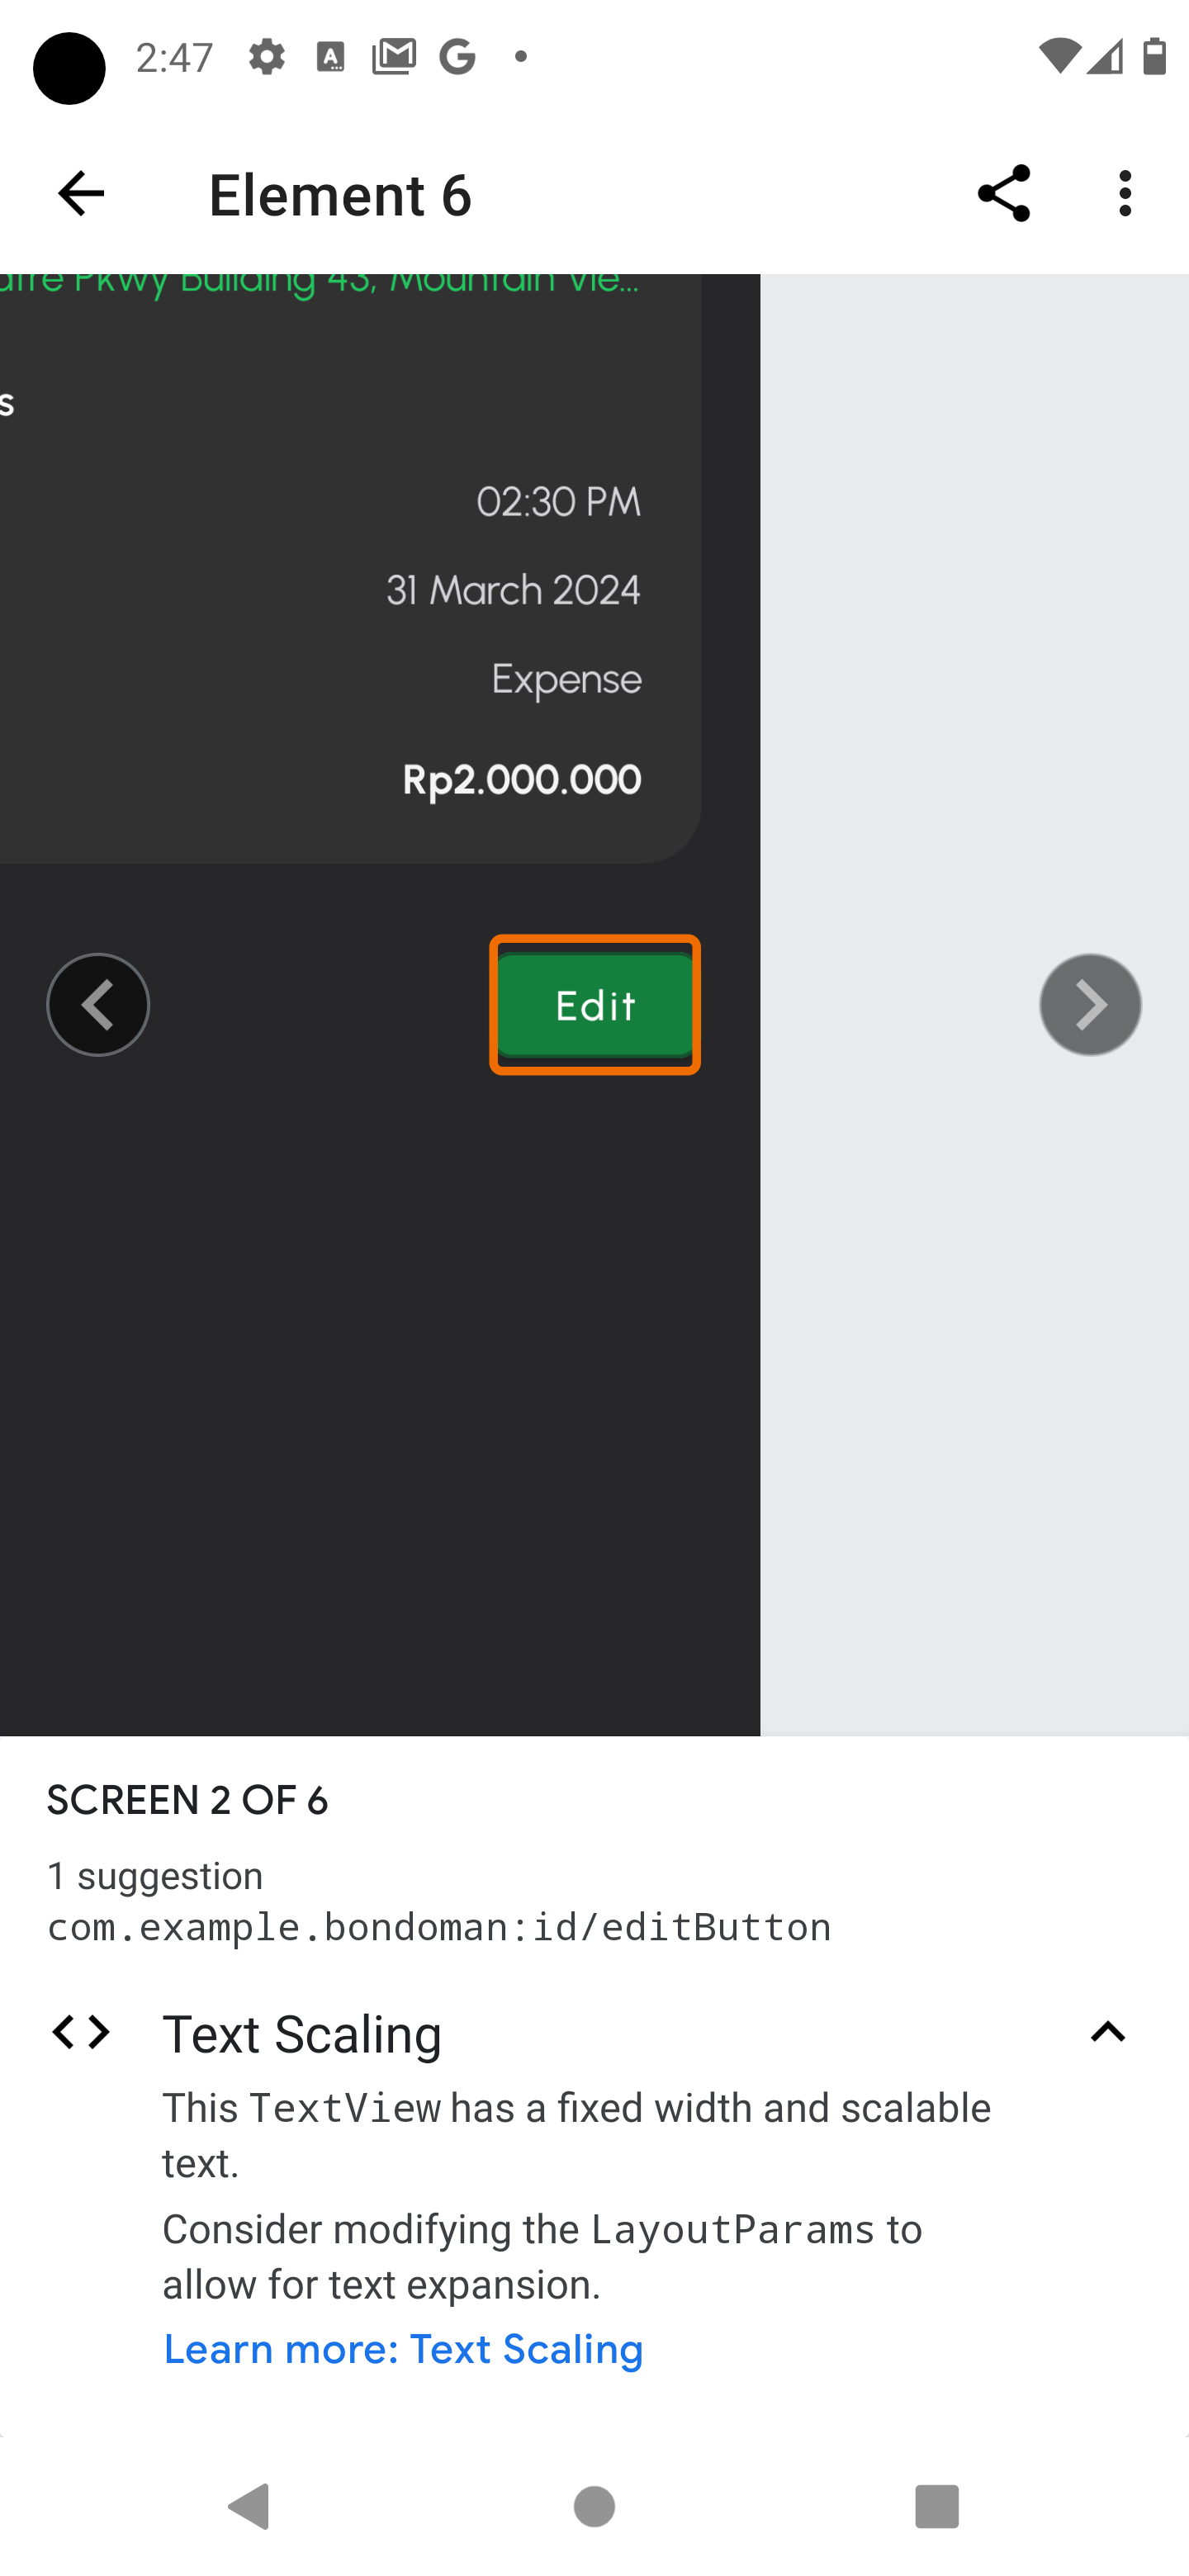 2:47
Element 6
Pkwy Building 43, Mountain Vie...
s
02:30 PM
31 March 2024
Expense
Rp2.000.000
Edit
SCREEN 2 OF 6
1 suggestion
com.example.bondoman:id/editButton
Text Scaling
This TextView has a fixed width and scalable
text.
Consider modifying the LayoutParams to
allow for text expansion.
Learn more: Text Scaling